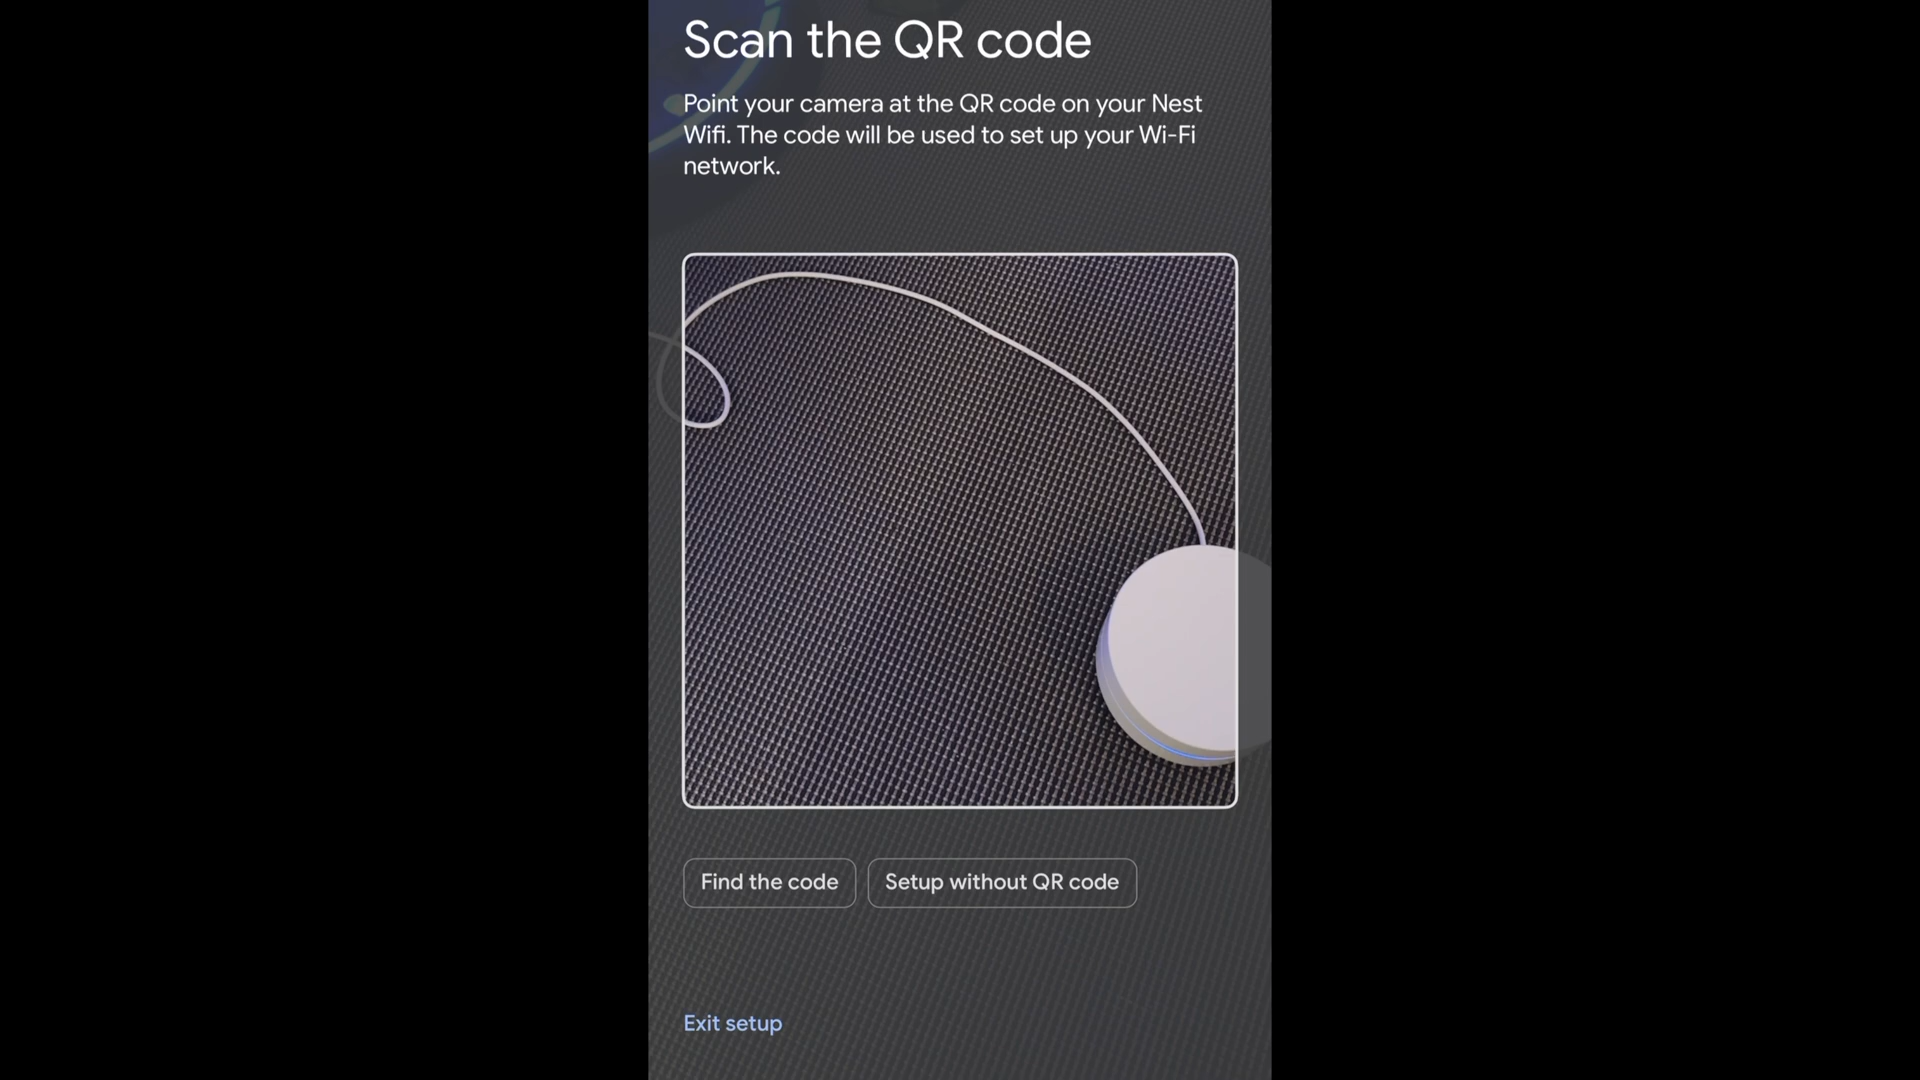 Scan the QR code
Point your camera at the QR code on your Nest
Wifi. The code will be used to set up your Wi-Fi
network.
Find the code
Setup without QR code
Exit setup